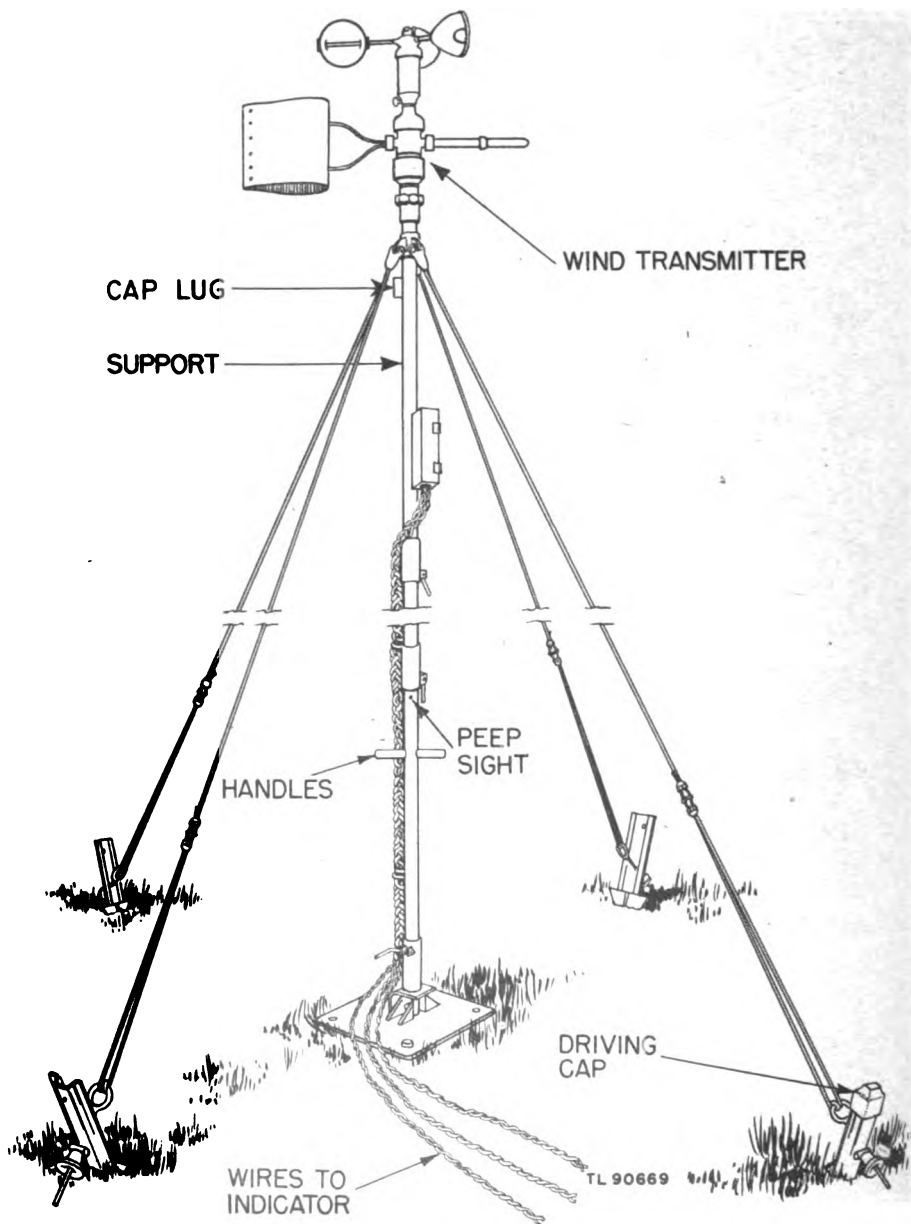 WIND TRANSMITTER
CAP LUG
SUPPORT
PEEP
SIGHT
HANDLES
DRIVING
CAP
WIRES TO
INDICATOR
TL 90669